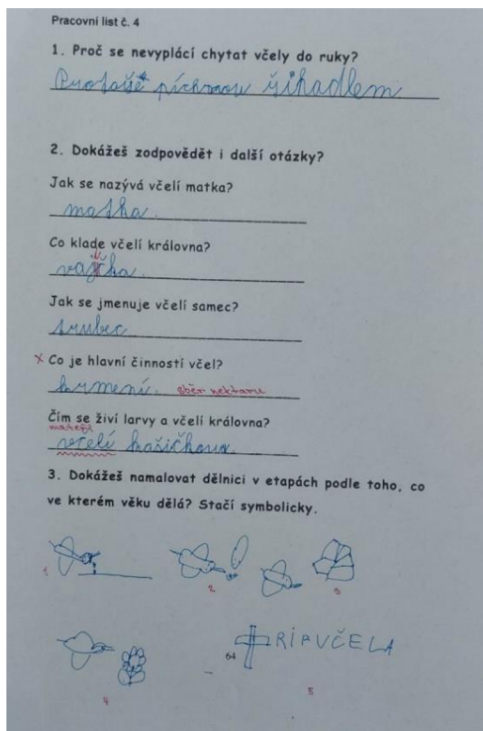 Pracovní list č. 4
1. Proč se nevyplácí chytat včely do ruky?
Protože píchnou žihadlem
2. Dokážeš zodpovědět i další otázky?
Jak se nazývá včelí matka?
matka.
Co klade včelí královna?
vajíčka.
Jak se jmenuje včelí samec?
trubec
x Co je hlavní činností včel?
krmení. sběr nektaru
Čím se živí larvy a včelí královna?
mateří
včelí kašičkou.
3. Dokážeš namalovat dělnici v etapách podle toho, co
ve kterém věku dělá? Stačí symbolicky.
1
2
3
RIP VČELA
64
4
5